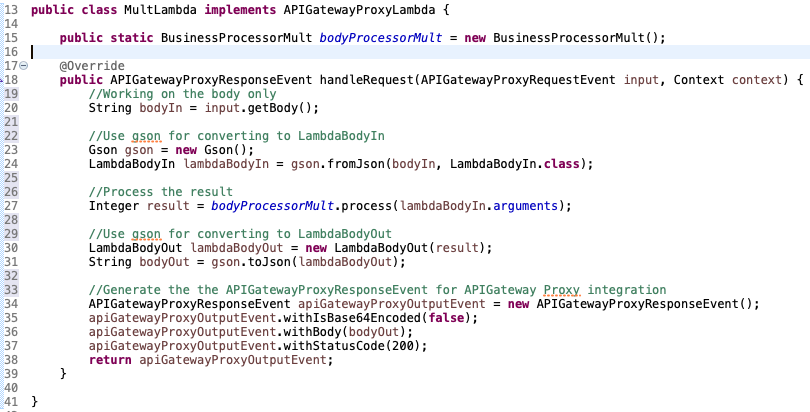 13 public class MultLambda implements APIGatewayProxyLambda {
14
15     public static BusinessProcessorMult bodyProcessorMult = new BusinessProcessorMult();
16
17     @Override
18     public APIGatewayProxyResponseEvent handleRequest(APIGatewayProxyRequestEvent input, Context context) {
19         //Working on the body only
20         String bodyIn = input.getBody();
21
22         //Use gson for converting to LambdaBodyIn
23         Gson gson = new Gson();
24         LambdaBodyIn lambdaBodyIn = gson.fromJson(bodyIn, LambdaBodyIn.class);
25
26         //Process the result
27         Integer result = bodyProcessorMult.process(lambdaBodyIn.arguments);
28
29         //Use gson for converting to LambdaBodyOut
30         LambdaBodyOut lambdaBodyOut = new LambdaBodyOut(result);
31         String bodyOut = gson.toJson(lambdaBodyOut);
32
33         //Generate the the APIGatewayProxyResponseEvent for APIGateway Proxy integration
34         APIGatewayProxyResponseEvent apiGatewayProxyOutputEvent = new APIGatewayProxyResponseEvent();
35         apiGatewayProxyOutputEvent.withIsBase64Encoded(false);
36         apiGatewayProxyOutputEvent.withBody(bodyOut);
37         apiGatewayProxyOutputEvent.withStatusCode(200);
38         return apiGatewayProxyOutputEvent;
39     }
40
41 }